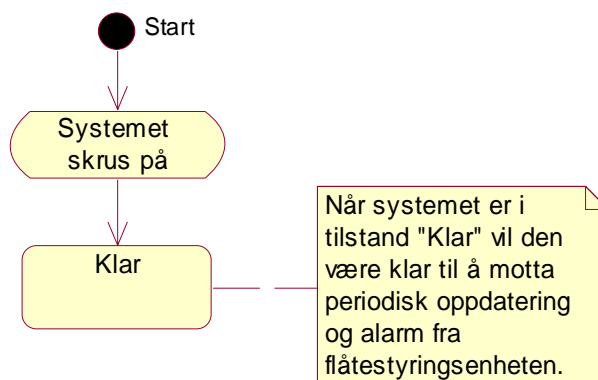 Start
Systemet
skrus på
Klar
Når systemet er i
tilstand "Klar" vil den
være klar til å motta
periodisk oppdatering
og alarm fra
flåtestyringsenheten.